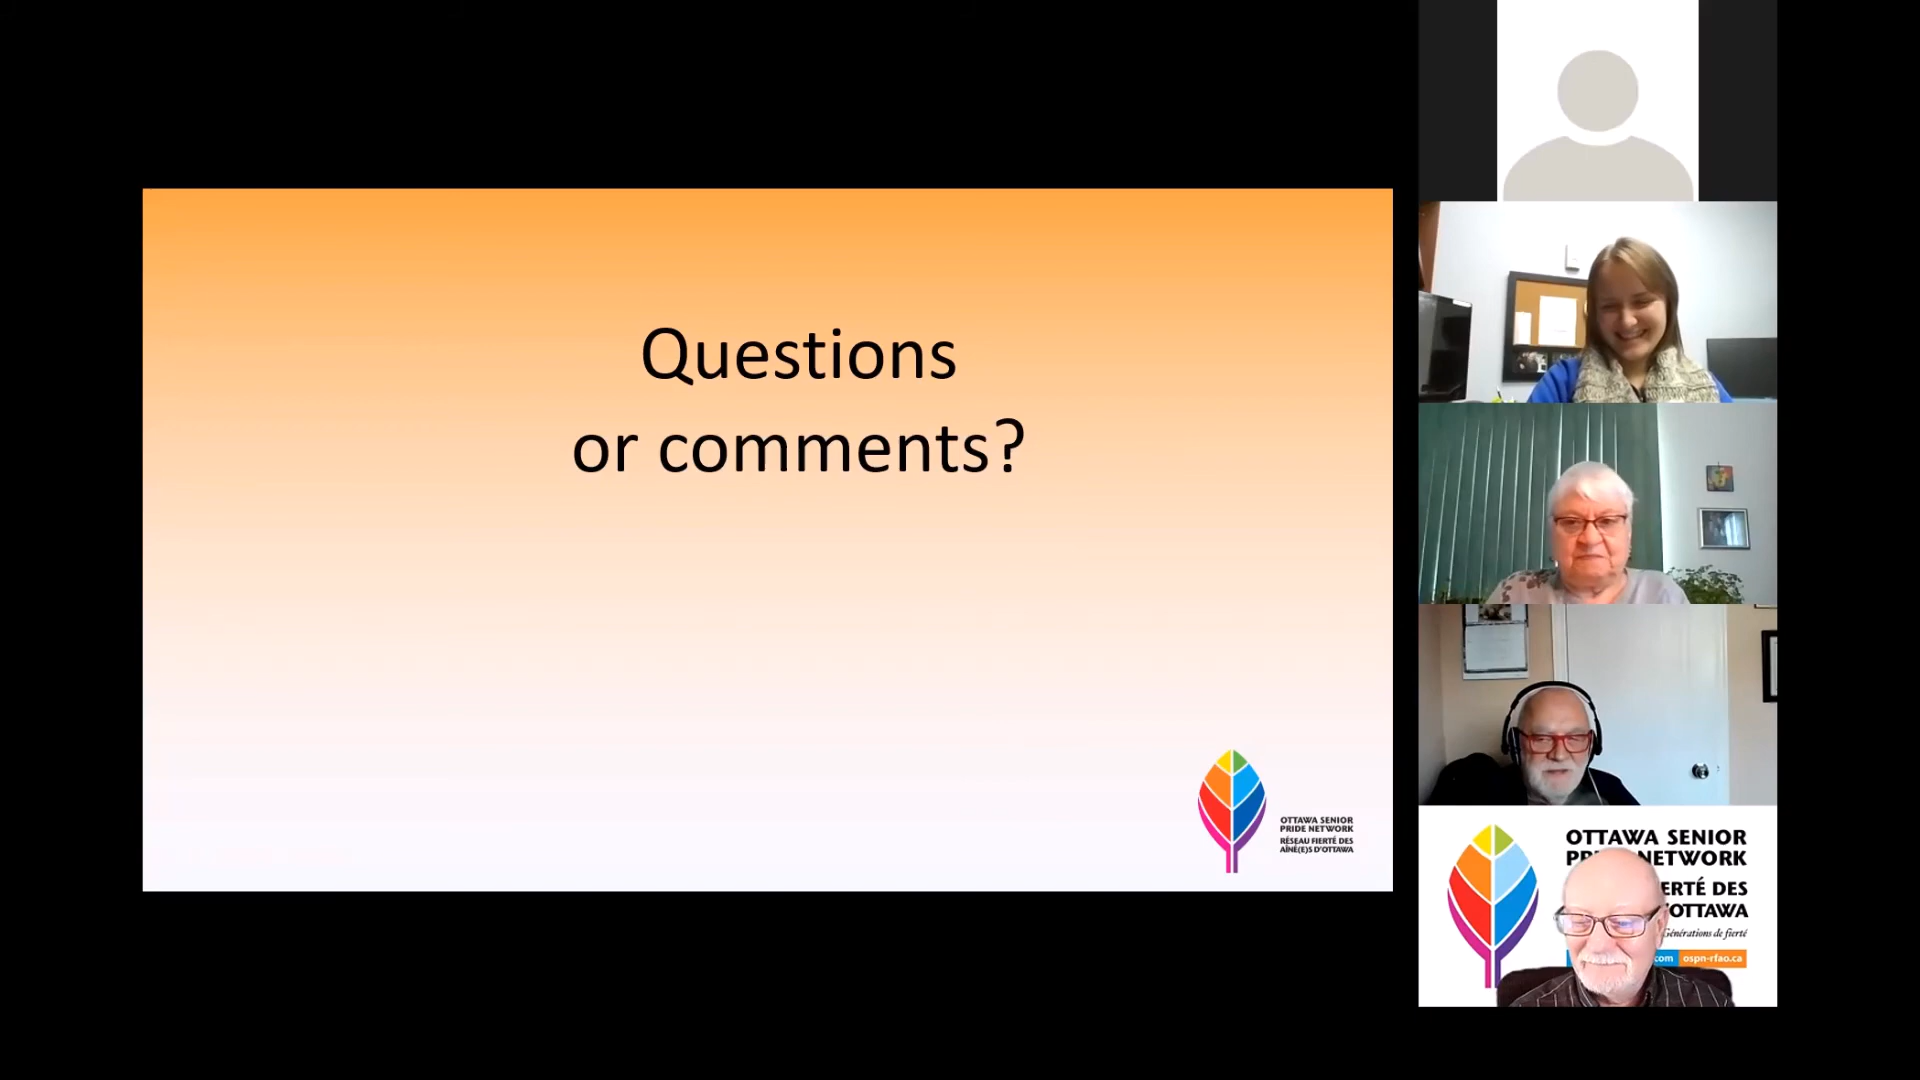 Questions
or comments?
OTTAWA SENIOR
PRIDE NETWORK
RÉSEAU FIERTÉ DES
AÎNÉ(E)S D'OTTAWA
OTTAWA SENIOR
NETWORK
DES
'OTTAWA
Générations de fierté
com ospn-rfao.ca